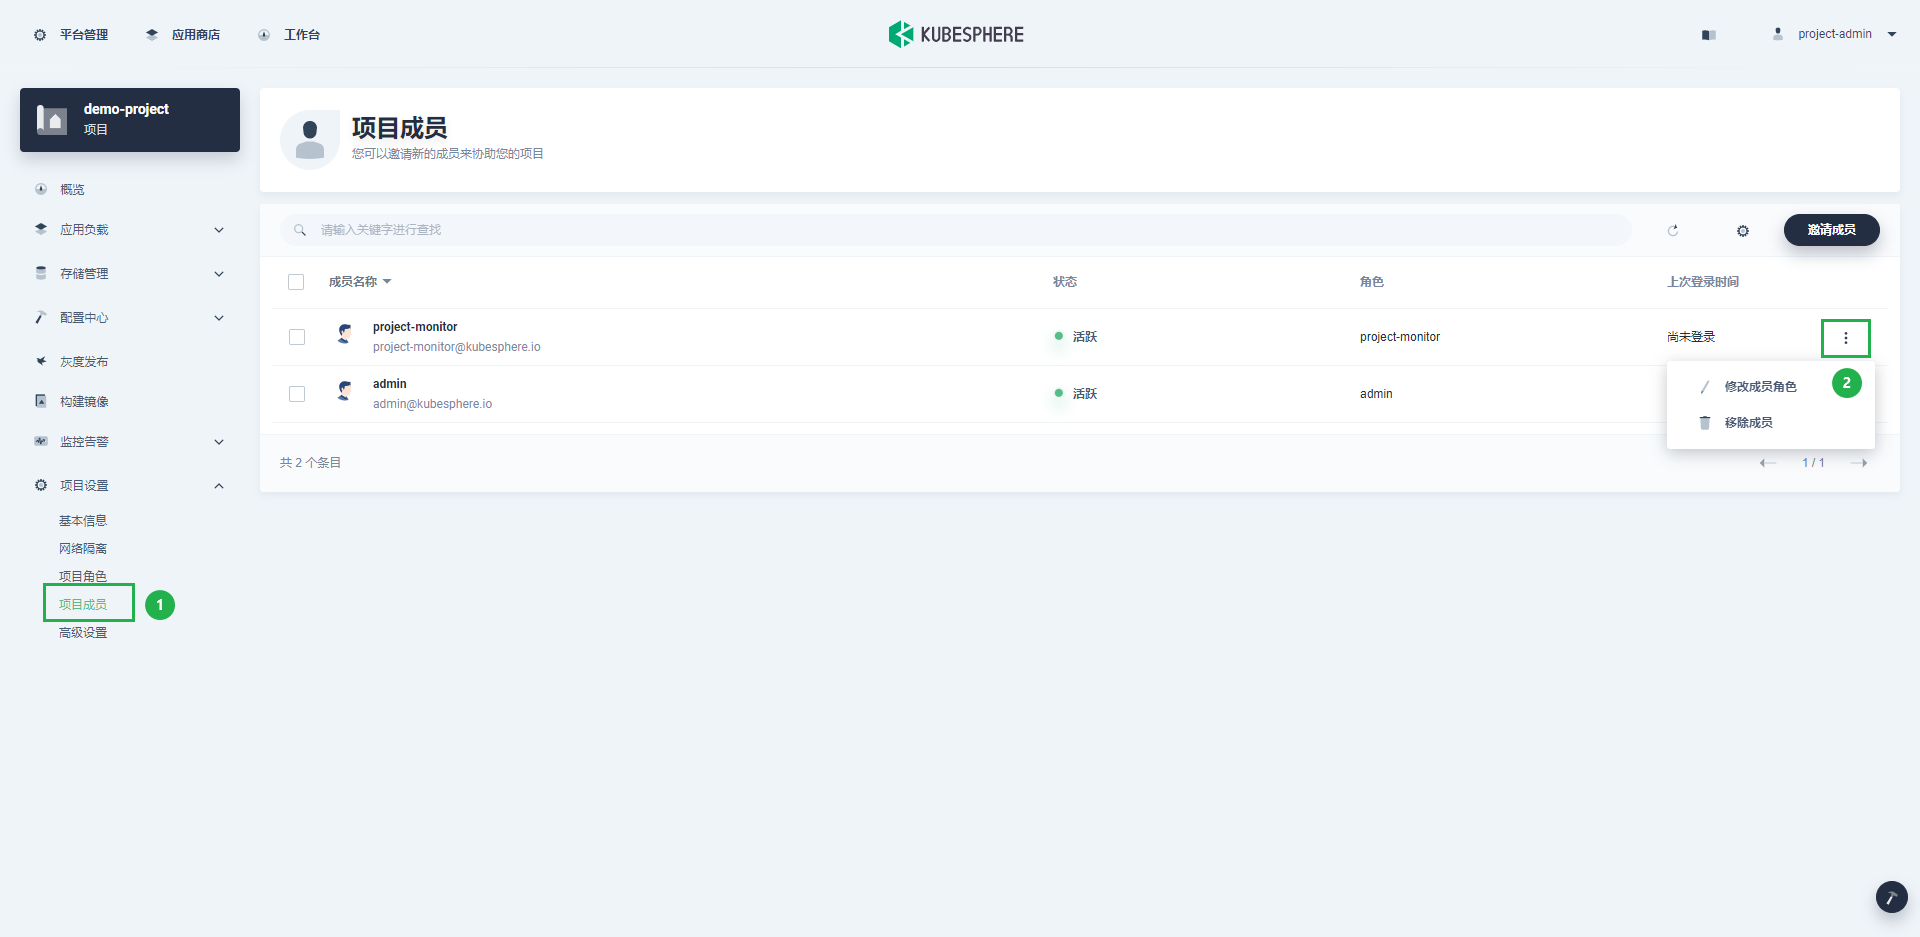 平台管理
应用商店
工作台
KUBESPHERE
project-admin
demo-project
项目
概览
应用负载
存储管理
配置中心
灰度发布
构建镜像
监控告警
项目设置
基本信息
网络隔离
项目角色
项目成员
1
高级设置
项目成员
您可以邀请新的成员来协助您的项目
请输入关键字进行查找
邀请成员
成员名称
状态
角色
上次登录时间
project-monitor
project-monitor@kubesphere.io
活跃
project-monitor
尚未登录
admin
admin@kubesphere.io
活跃
admin
修改成员角色
2
移除成员
共 2 个条目
1 / 1